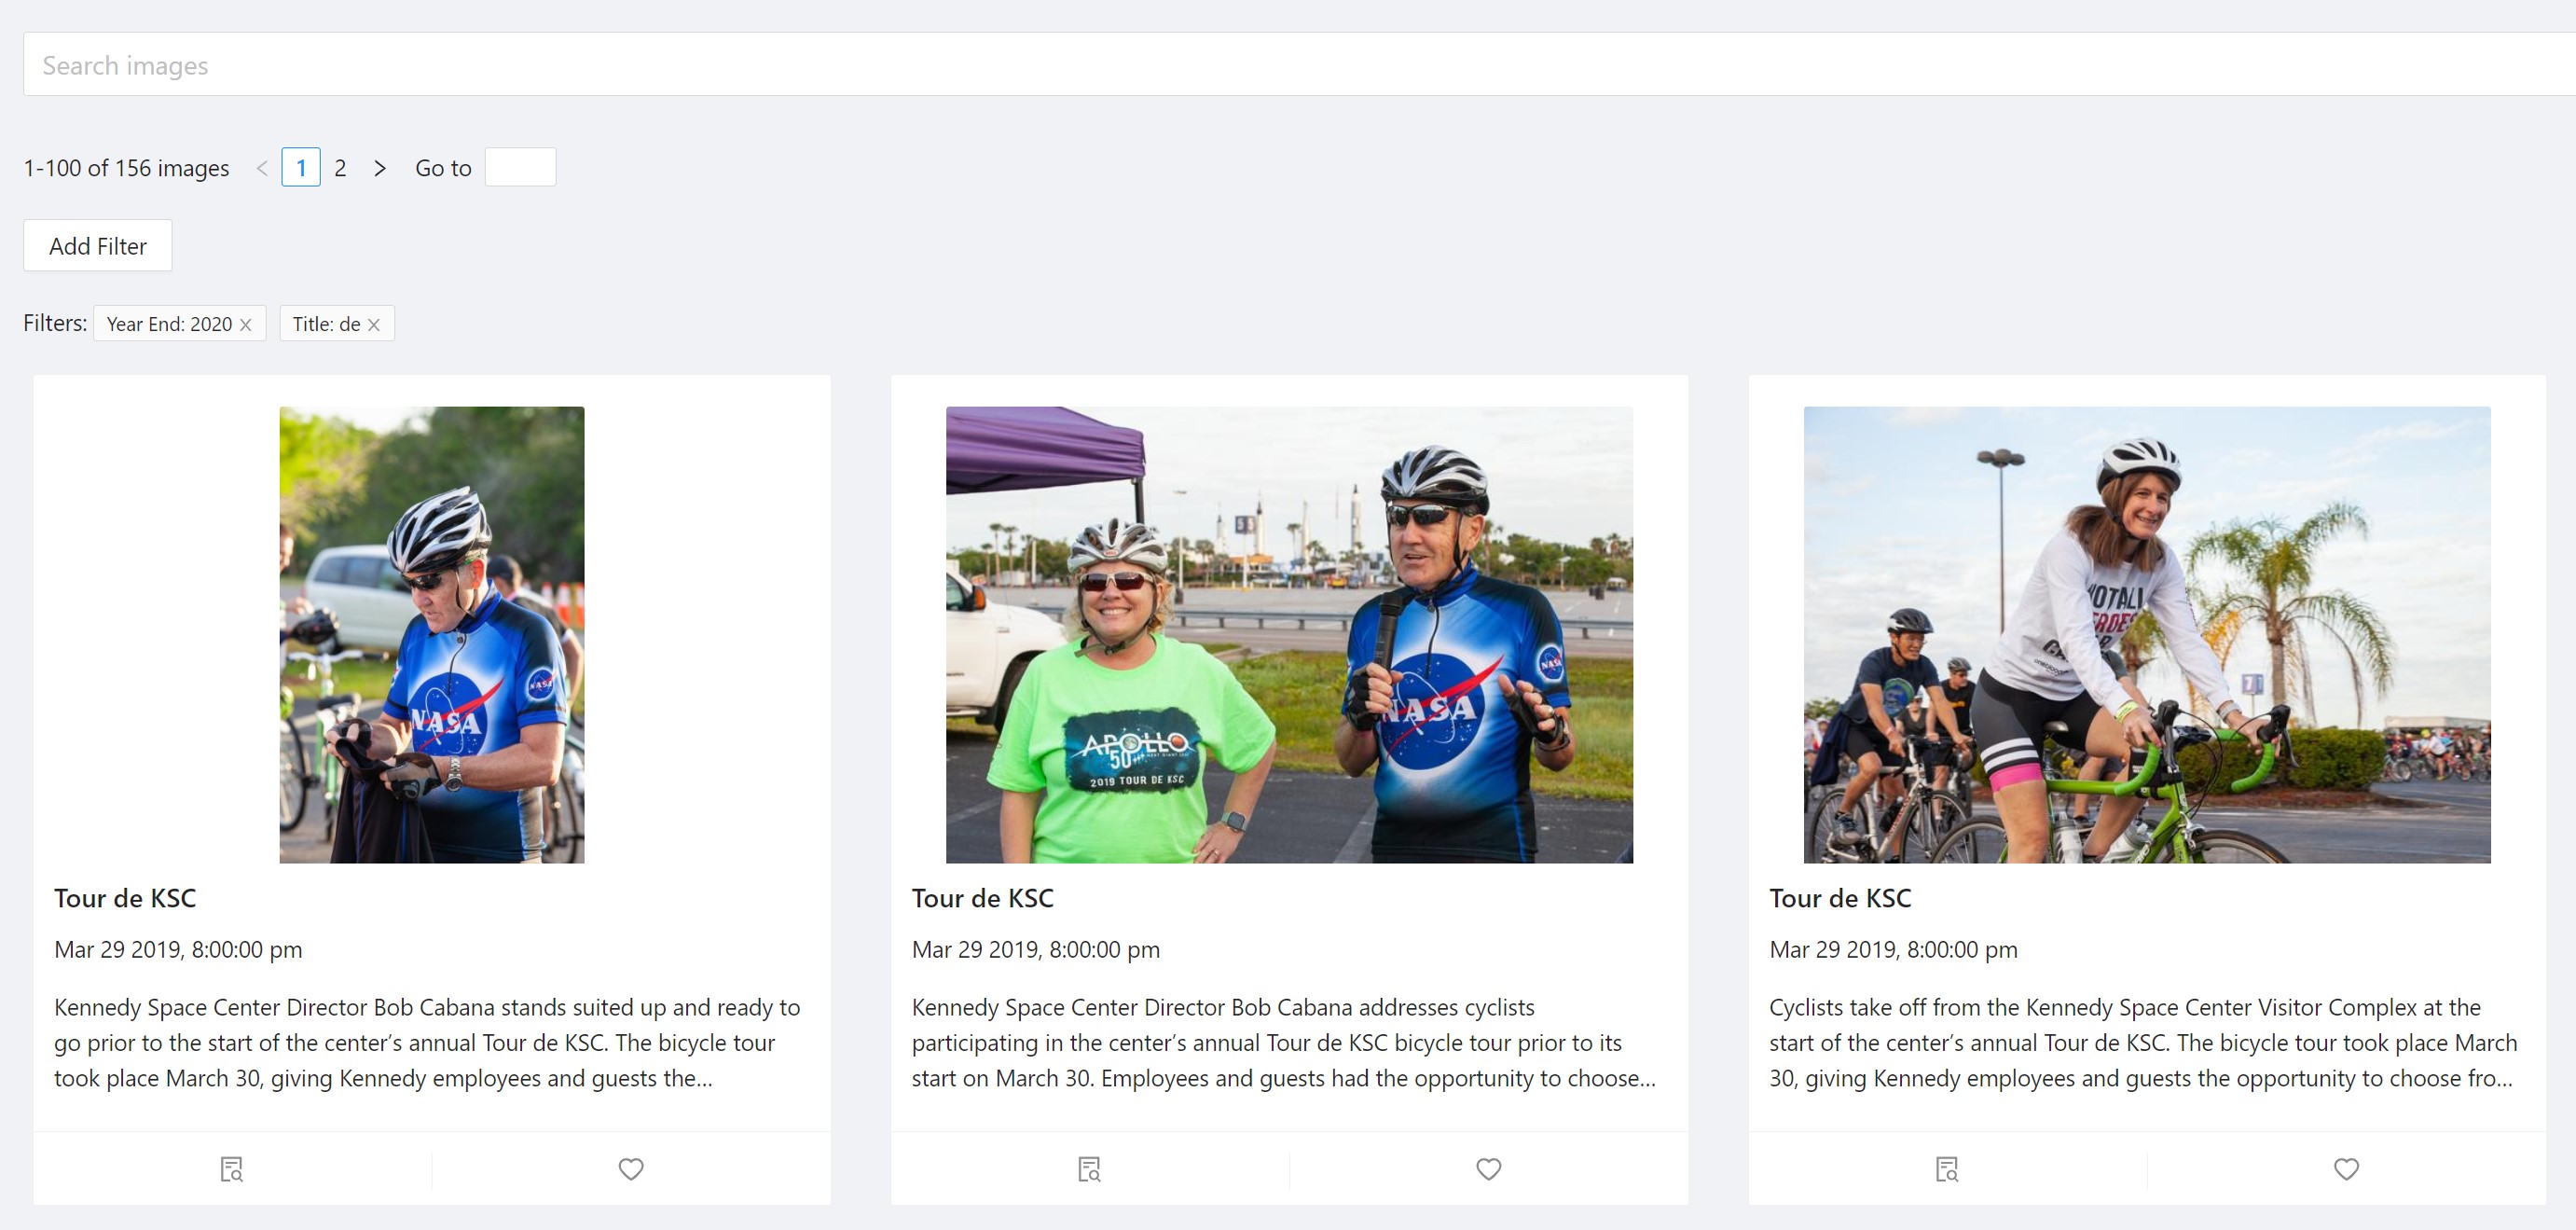 Search images
1-100 of 156 images < 1 2 > Go to
Add Filter
Filters: Year End: 2020 × Title: de ×
NASA
NASA
APOLLO
50
2019 TOUR DE KSC
NASA
NASA
Tour de KSC
Mar 29 2019, 8:00:00 pm
Kennedy Space Center Director Bob Cabana stands suited up and ready to
go prior to the start of the center’s annual Tour de KSC. The bicycle tour
took place March 30, giving Kennedy employees and guests the...
Tour de KSC
Mar 29 2019, 8:00:00 pm
Kennedy Space Center Director Bob Cabana addresses cyclists
participating in the center’s annual Tour de KSC bicycle tour prior to its
start on March 30. Employees and guests had the opportunity to choose...
Tour de KSC
Mar 29 2019, 8:00:00 pm
Cyclists take off from the Kennedy Space Center Visitor Complex at the
start of the center’s annual Tour de KSC. The bicycle tour took place March
30, giving Kennedy employees and guests the opportunity to choose fro...